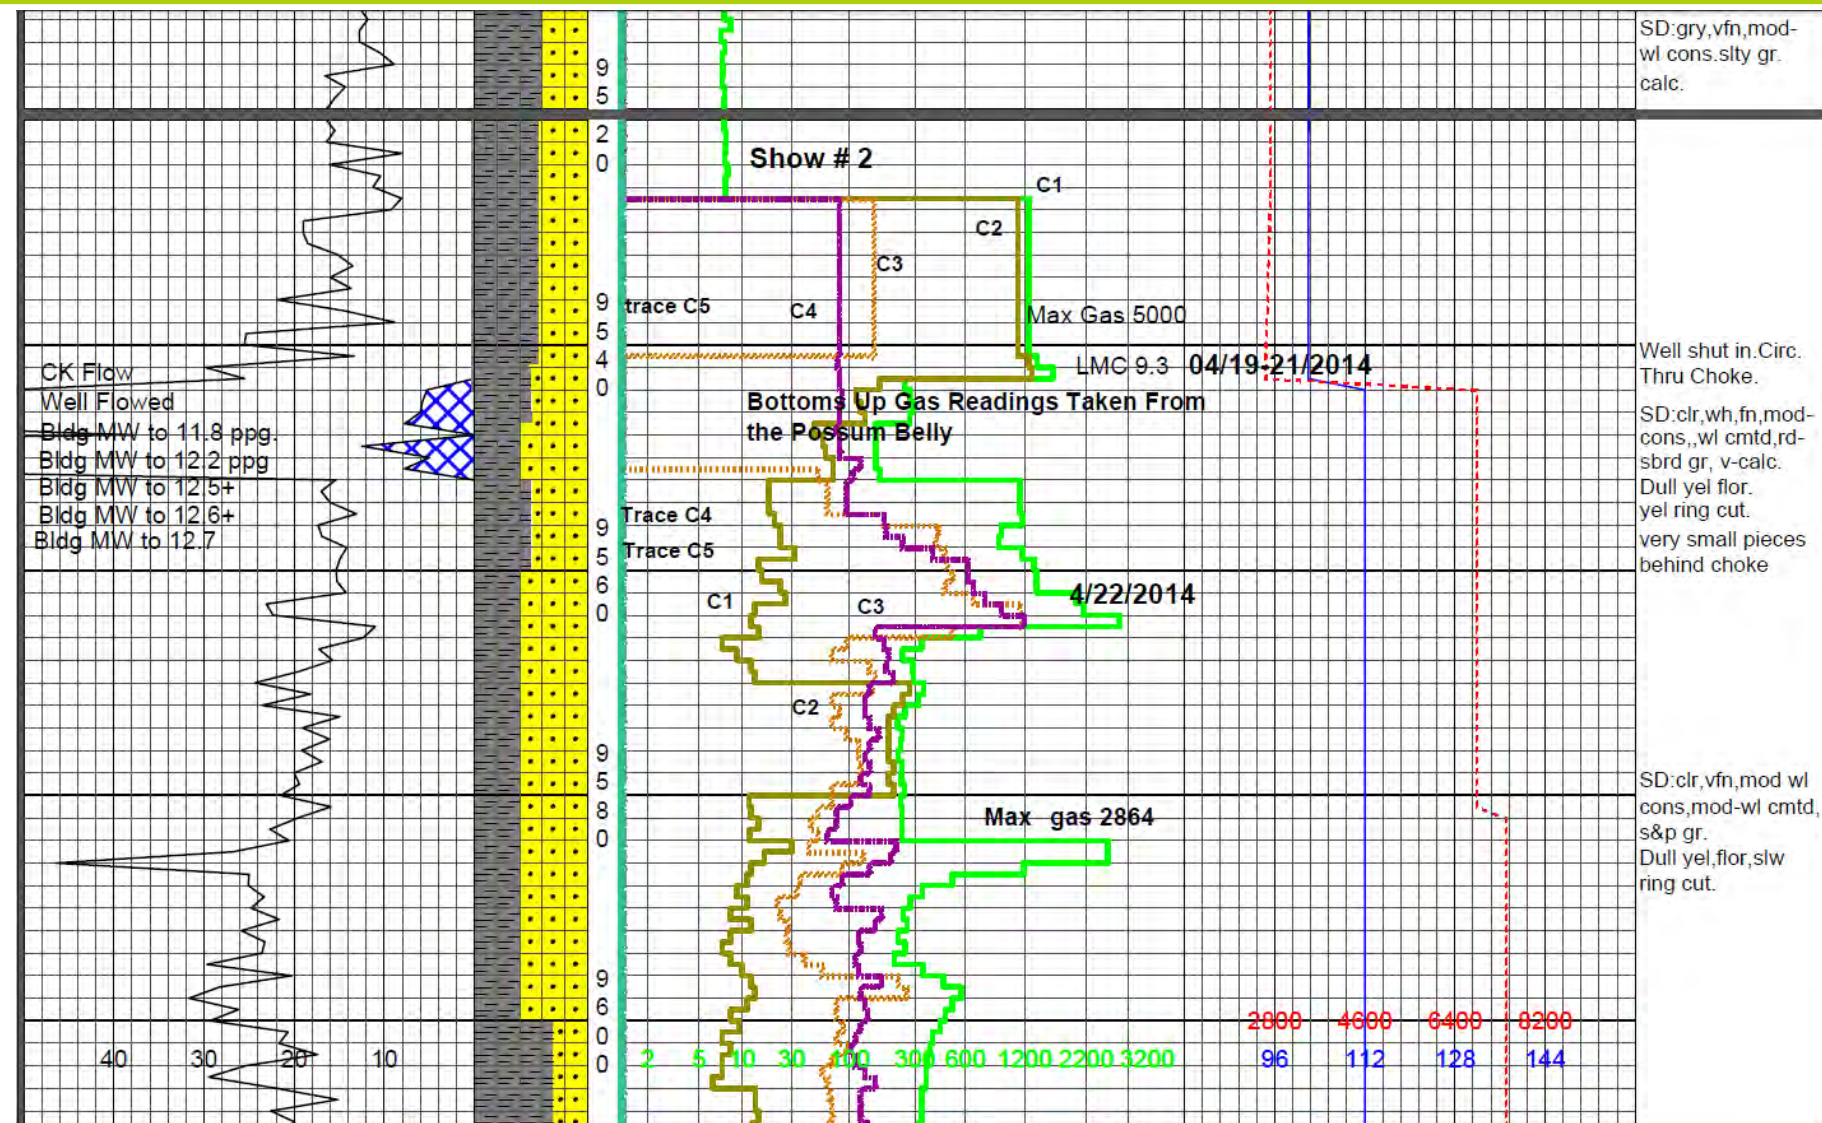 SD:gry,vfn,mod-
wl cons.slty gr.
calc.
9
5
2
0
Show # 2
C1
C2
C3
trace C5
C4
9
5
Max Gas 5000
4
0
LMC 9.3 04/19-21/2014
Well shut in.Circ.
Thru Choke.
CK Flow
Well Flowed
Bldg MW to 11.8 ppg.
Bldg MW to 12.2 ppg
Bldg MW to 12.5+
Bldg MW to 12.6+
Bldg MW to 12.7
Bottoms Up Gas Readings Taken From
the Possum Belly
SD:clr,wh,fn,mod-
cons,,wl cmtd,rd-
sbrd gr, v-calc.
Dull yel flor.
yel ring cut.
very small pieces
behind choke
Trace C4
9
5
Trace C5
6
0
C1
C3
4/22/2014
C2
9
5
8
0
Max gas 2864
SD:clr,vfn,mod wl
cons,mod-wl cmtd,
s&p gr.
Dull yel,flor,slw
ring cut.
9
6
0
0
2800 4600 6400 8200
40 30 20 10
2 5 10 30 100 300 600 1200 2200 3200
96 112 128 144